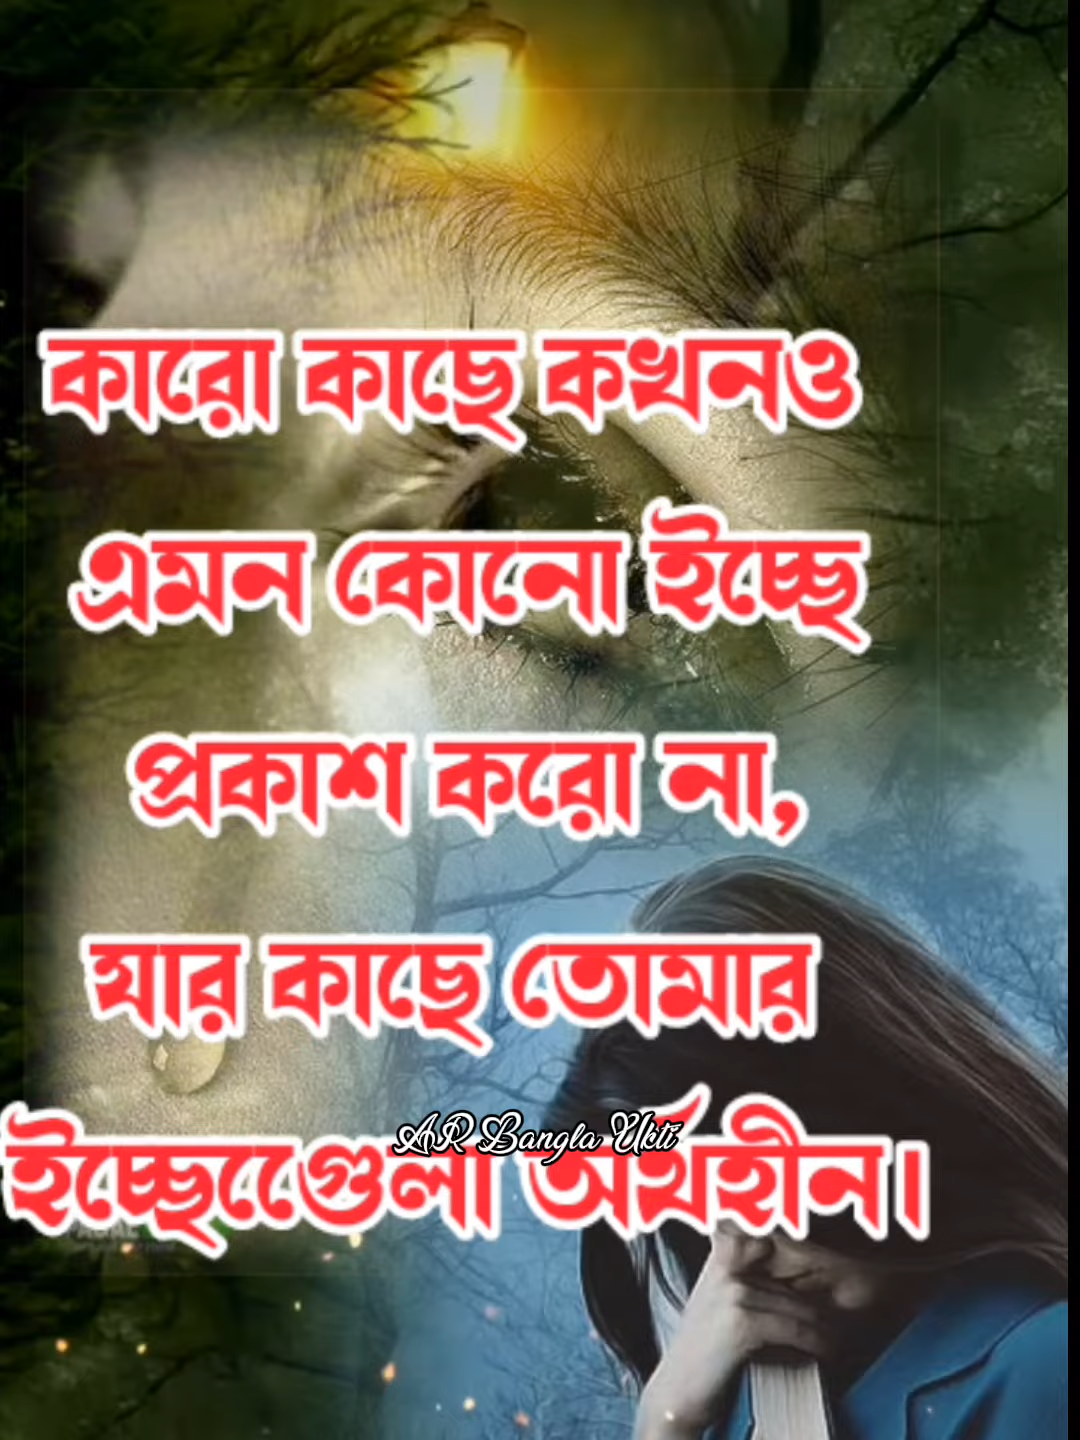 কারো কাছে কখনও
এমন কোনো ইচ্ছে
প্রকাশ করো না,
যার কাছে তোমার
AR Bangla Ukti
ইচ্ছেগুেলো অর্থহীন।